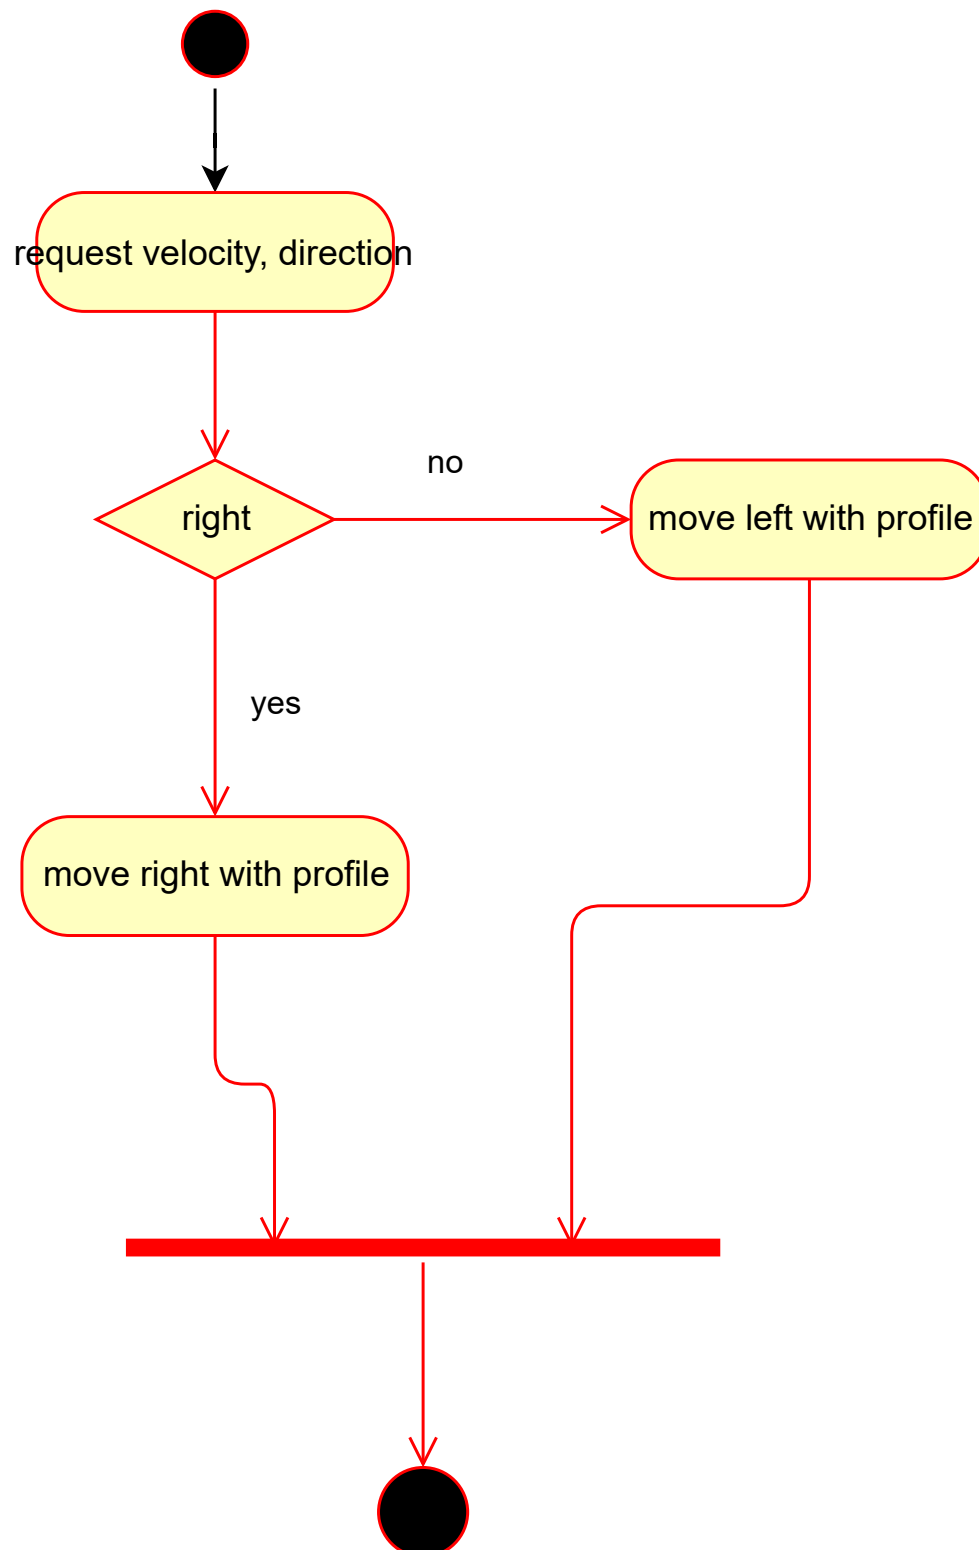 request velocity, direction
no
right
move left with profile
yes
move right with profile